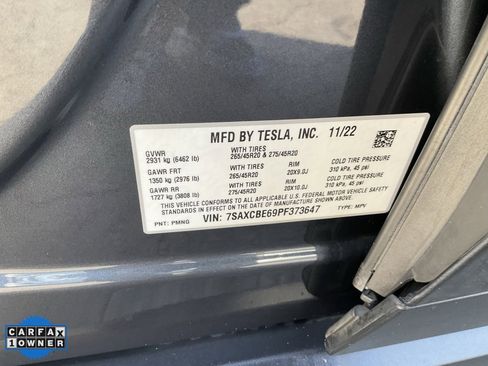 MFD BY TESLA, INC. 11/22
GVWR
2931 kg (6462 lb)
WITH TIRES
265/45R20 & 275/45R20
RIM
COLD TIRE PRESSURE
GAWR FRT
1350 kg (2976 lb)
WITH TIRES
265/45R20
20X9.0J
310 kPa, 45 psi
GAWR RR
1727 kg (3808 lb)
WITH TIRES
275/45R20
RIM
20X10.0J
COLD TIRE PRESSURE
310 kPa, 45 psi
THIS VEHICLE CONFORMS TO ALL APPLICABLE U.S. FEDERAL MOTOR VEHICLE SAFETY
STANDARDS IN EFFECT ON THE DATE OF MANUFACTURE SHOWN ABOVE.
PNT: PMNG
VIN: 7SAXCBE69PF373647
TYPE: MPV
CARFAX
1 OWNER